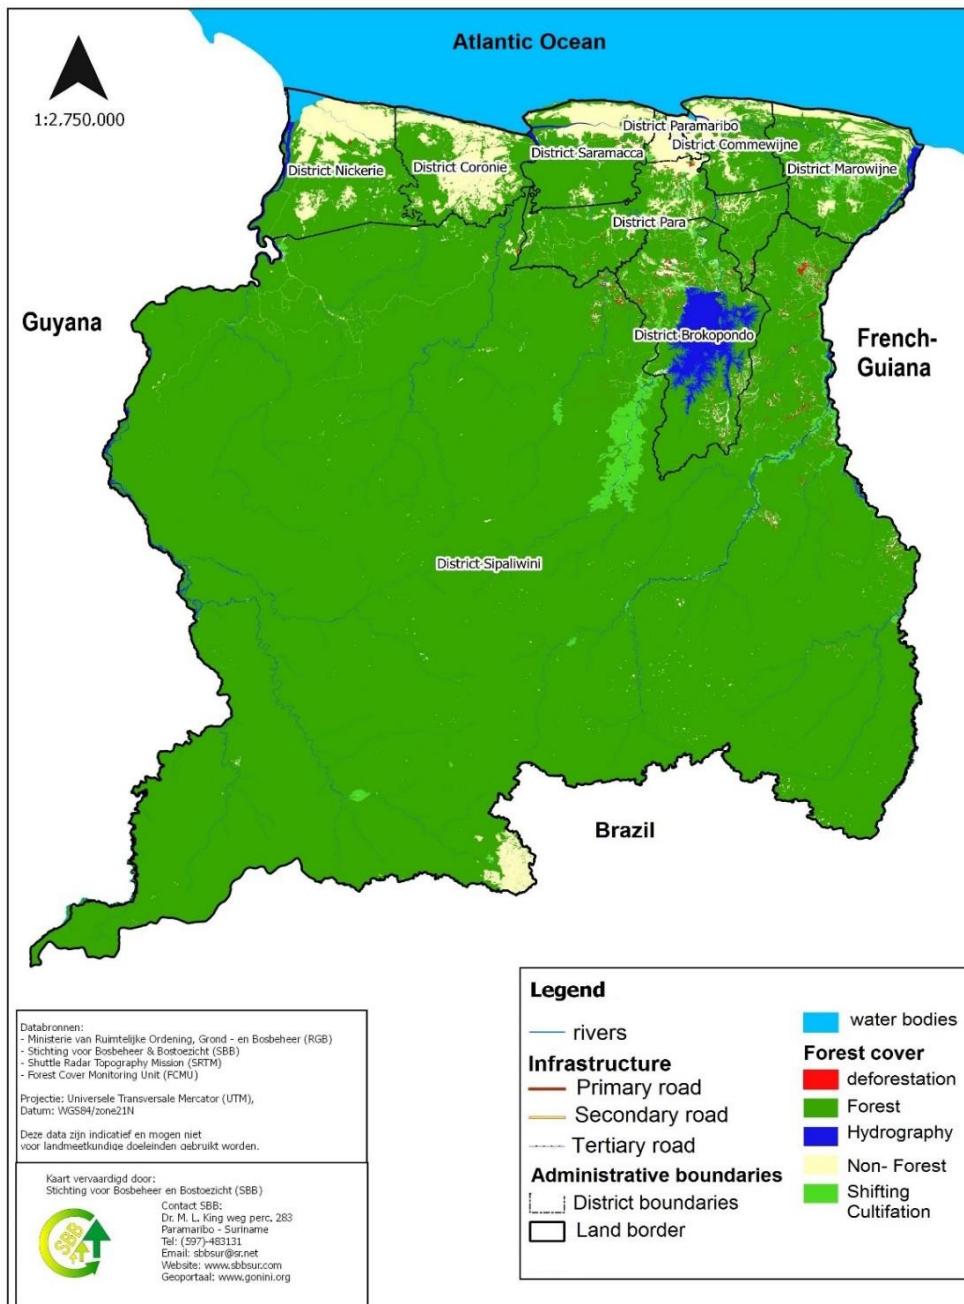 Atlantic Ocean
1:2,750,000
District Paramaribo
District Commewijne
District Saramacca
District Nickerie
District Coronie
District Marowijne
District Para
Guyana
District Brokopondo
French-
Guiana
District Sipaliwini
Brazil
Databronnen:
- Ministerie van Ruimtelijke Ordening, Grond - en Bosbeheer (RGB)
- Stichting voor Bosbeheer & Bostoezicht (SBB)
- Shuttle Radar Topography Mission (SRTM)
- Forest Cover Monitoring Unit (FCMU)
Projectie: Universele Transversale Mercator (UTM),
Datum: WGS84/zone21N
Deze data zijn indicatief en mogen niet
voor landmeetkundige doeleinden gebruikt worden.
Kaart vervaardigd door:
Stichting voor Bosbeheer en Bostoezicht (SBB)
SBB
Contact SBB:
Dr. M. L. King weg perc. 283
Paramaribo - Suriname
Tel: (597)-483131
Email: sbbsur@sr.net
Website: www.sbbsur.com
Geoportaal: www.gonini.org
Legend
rivers
Infrastructure
Primary road
Secondary road
Tertiary road
Administrative boundaries
District boundaries
Land border
water bodies
Forest cover
deforestation
Forest
Hydrography
Non- Forest
Shifting
Cultifation